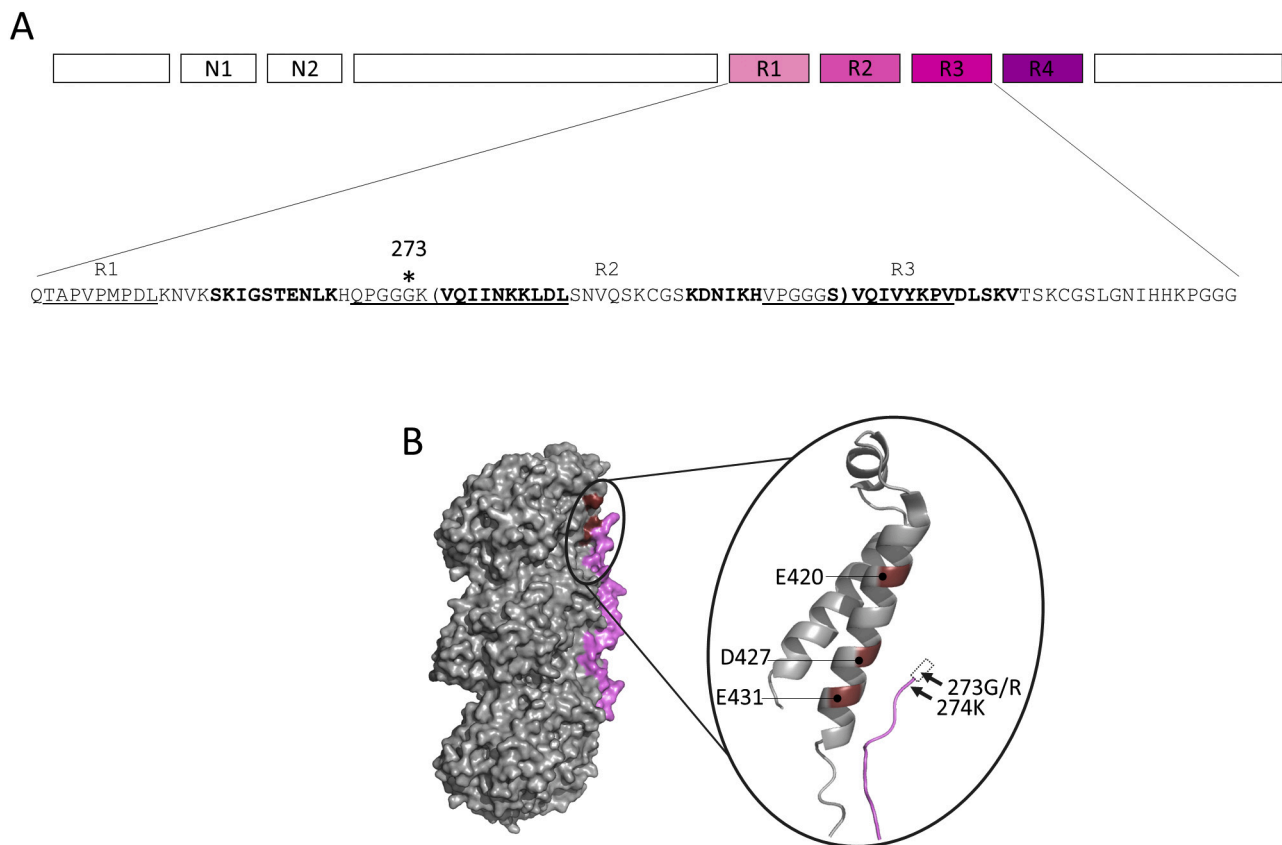 A
N1 N2 R1 R2 R3 R4
273
*
R1 R2 R3
QTAPVPMPDLKNVKSKIGSTENLKHQPGGGK(VQIINKKLDLSNVQSKCGSKDNIKHVPGGGS)VQIVYKPVDLSKVTSKCGSLGNIHHKPGGG
B
E420
D427
E431
273G/R
274K